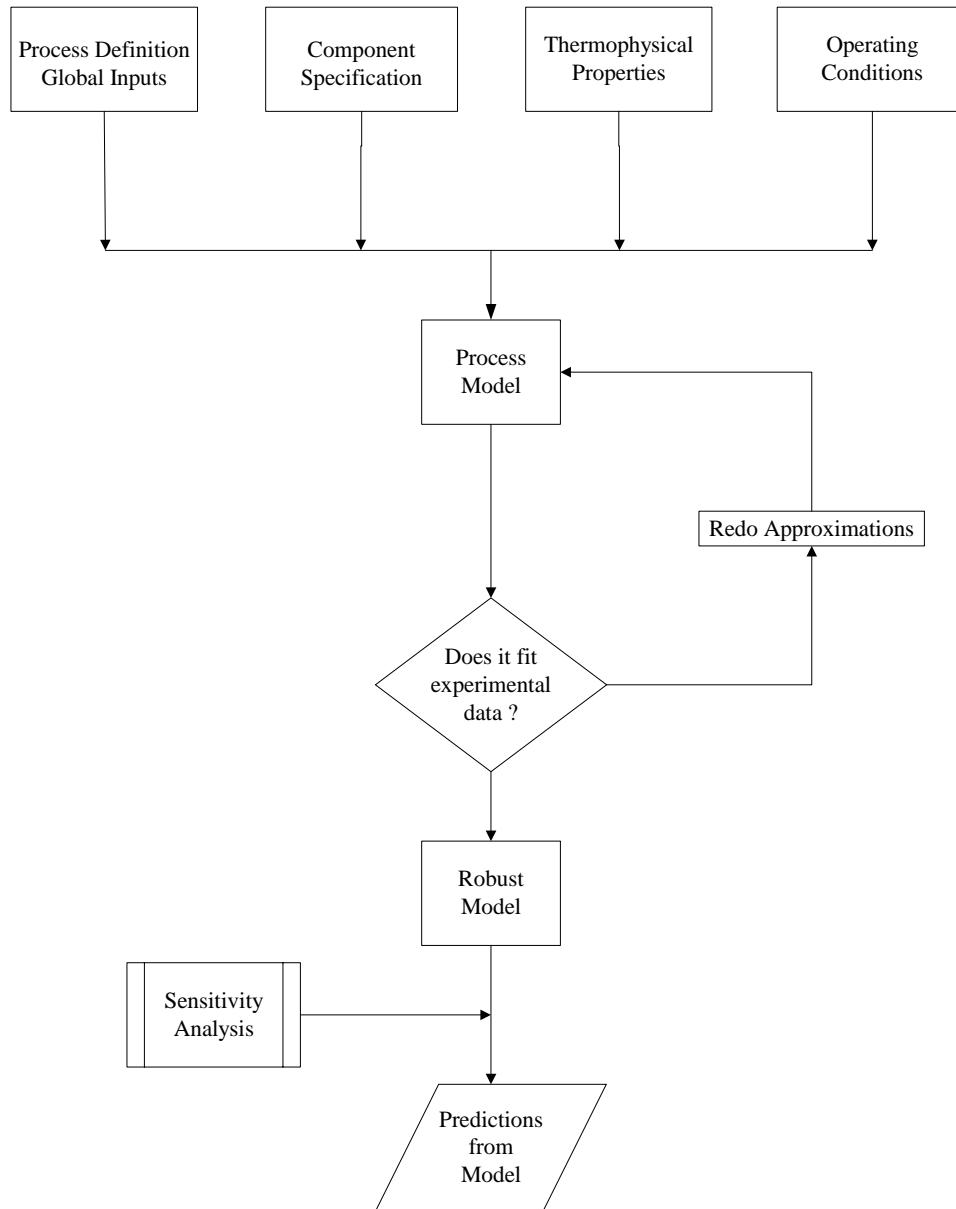 Process Definition
Global Inputs
Component
Specification
Thermophysical
Properties
Operating
Conditions
Process
Model
Redo Approximations
Does it fit
experimental
data ?
Robust
Model
Sensitivity
Analysis
Predictions
from
Model